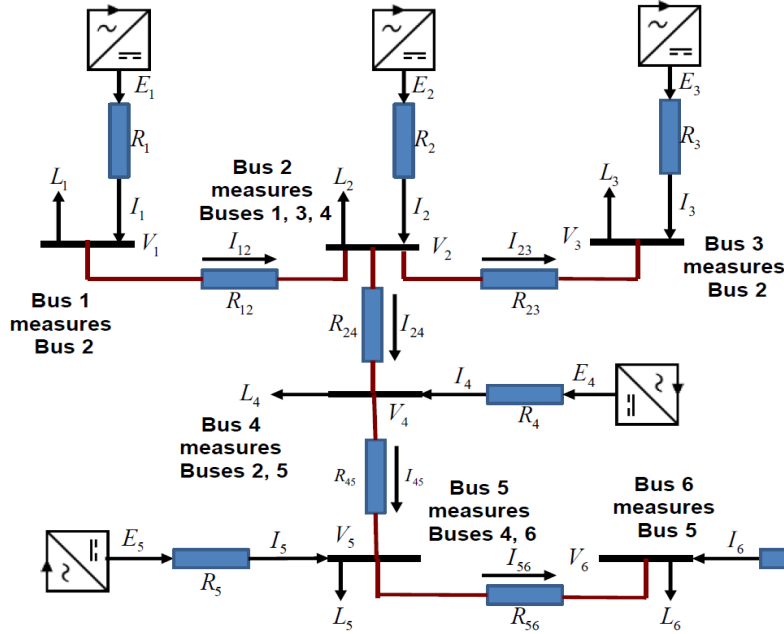 E₁
E₂
E₃
R₁
R₂
R₃
Bus 2
measures
Buses 1, 3, 4
L₁
L₂
L₃
I₁
I₂
I₃
V₁
I₁₂
V₂
I₂₃
V₃
Bus 3
measures
Bus 2
Bus 1
measures
Bus 2
R₁₂
R₂₃
R₂₄
I₂₄
L₄
I₄
E₄
V₄
R₄
Bus 4
measures
Buses 2, 5
R₄₅
I₄₅
Bus 5
measures
Buses 4, 6
Bus 6
measures
Bus 5
E₅
I₅
V₅
I₅₆
V₆
I₆
R₅
L₅
R₅₆
L₆